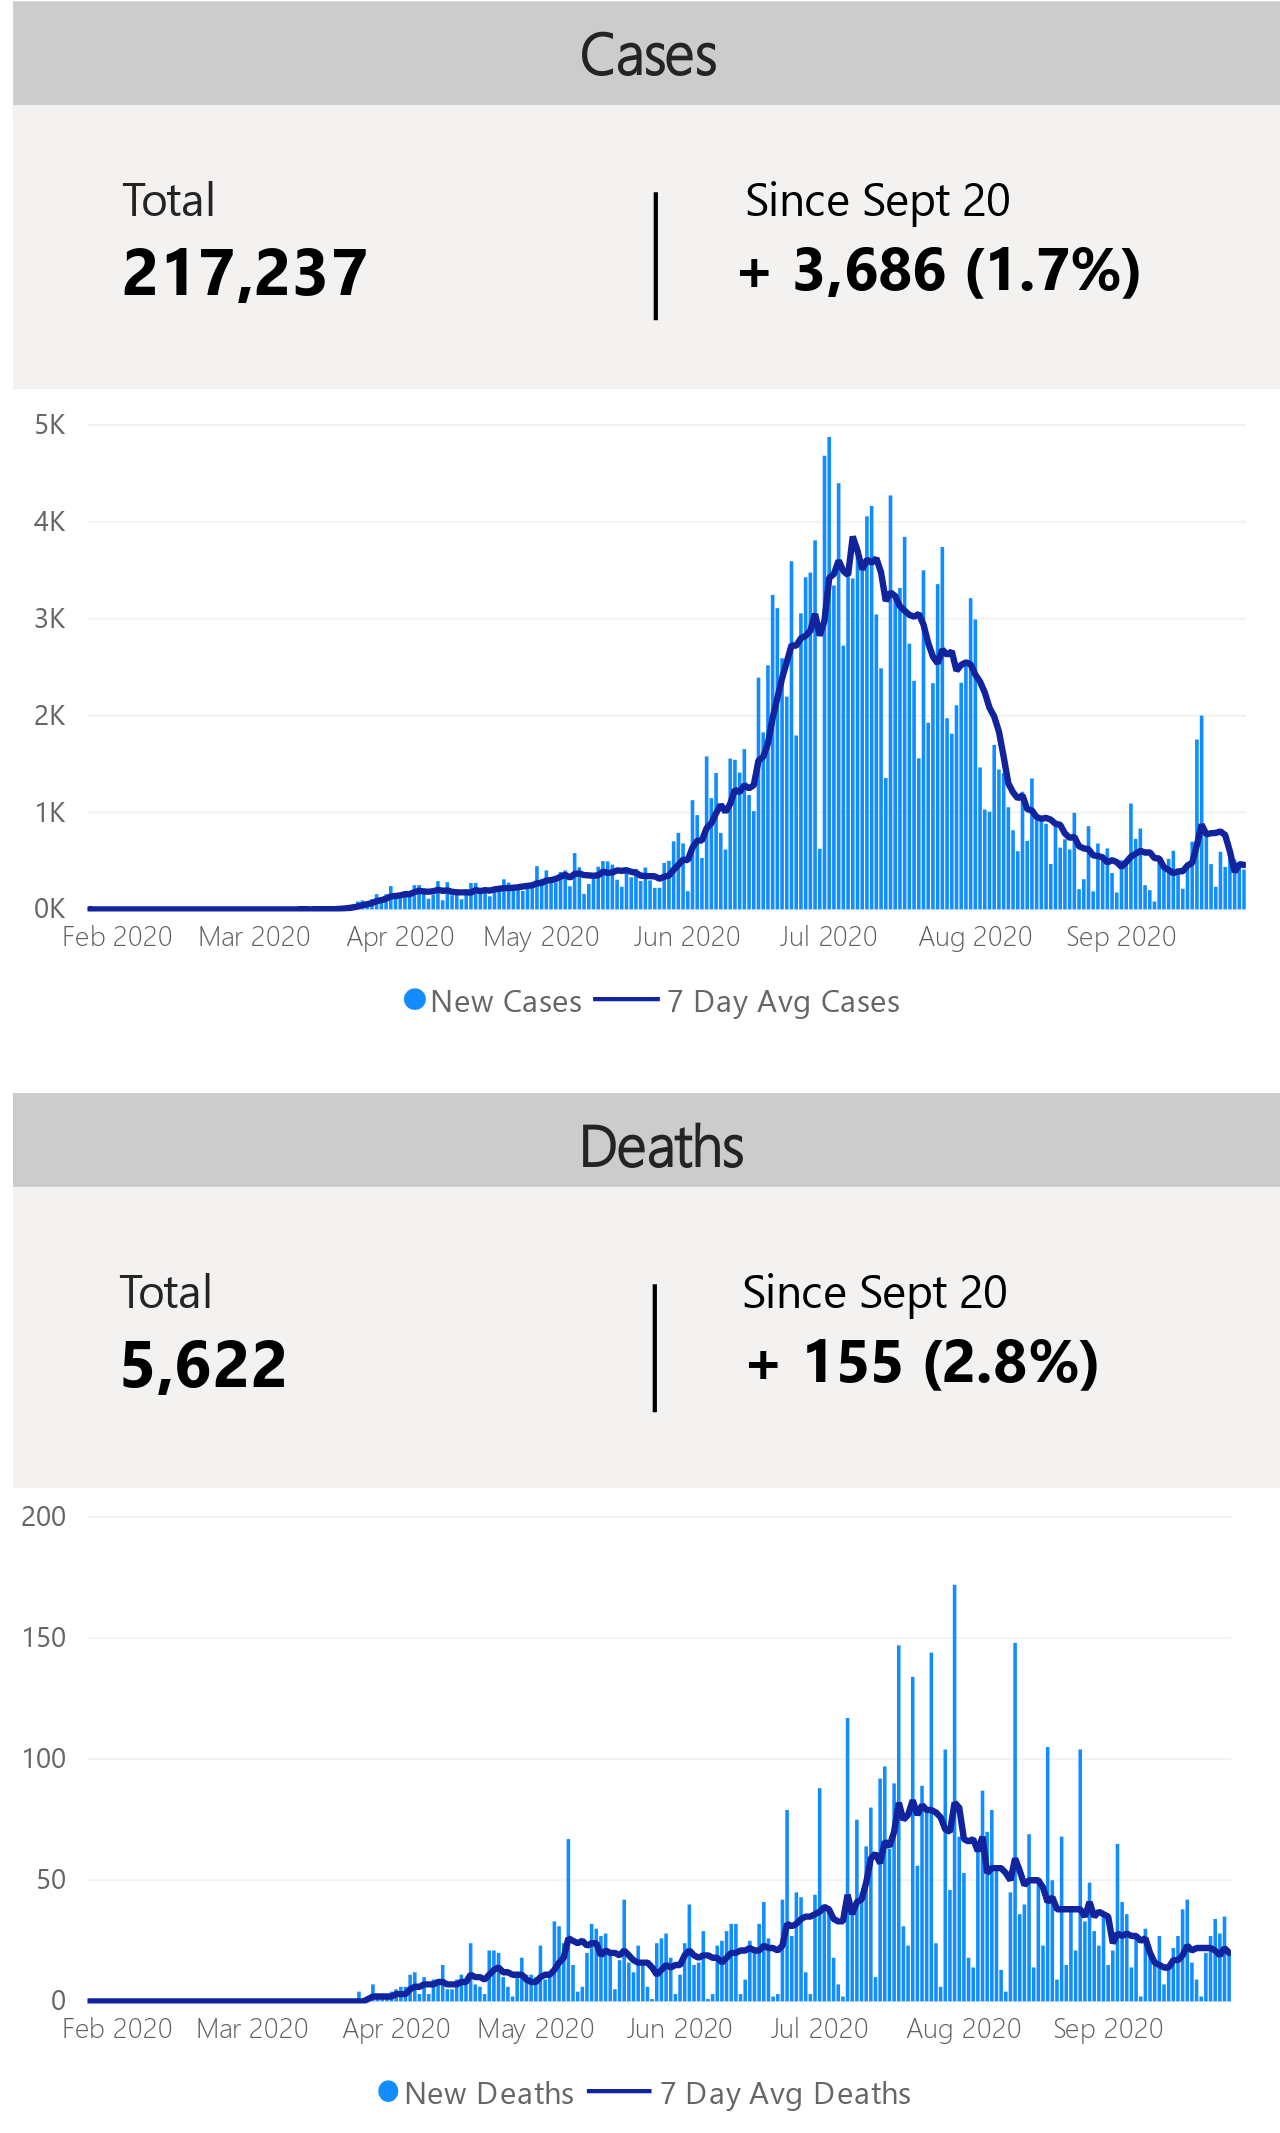 Cases
Total
Since Sept 20
217,237
+ 3,686 (1.7%)
5K
4K
3K
2K
1K
0K
Feb 2020 Mar 2020 Apr 2020 May 2020 Jun 2020 Jul 2020 Aug 2020 Sep 2020
New Cases 7 Day Avg Cases
Deaths
Total
Since Sept 20
5,622
+ 155 (2.8%)
200
150
100
50
0
Feb 2020 Mar 2020 Apr 2020 May 2020 Jun 2020 Jul 2020 Aug 2020 Sep 2020
New Deaths 7 Day Avg Deaths